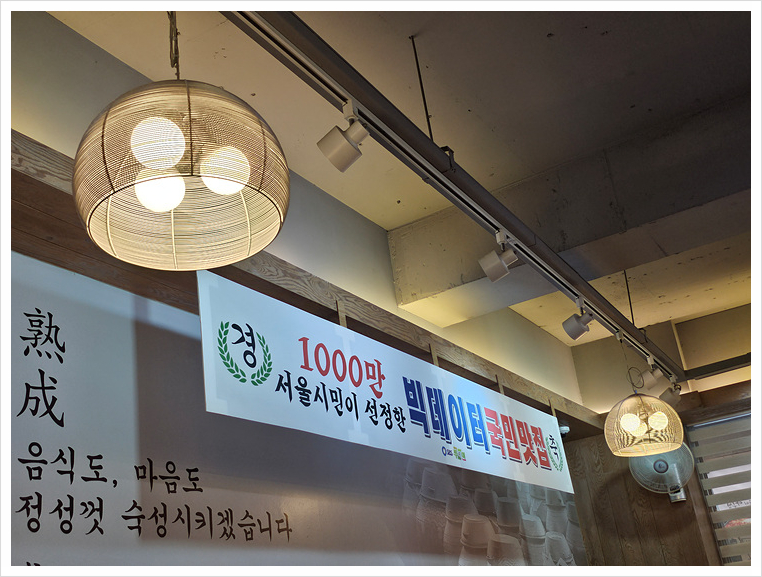 熟
成
음식도, 마음도
정성껏 숙성시키겠습니다
경
1000만
서울시민이 선정한
빅데이터국민맛집
축